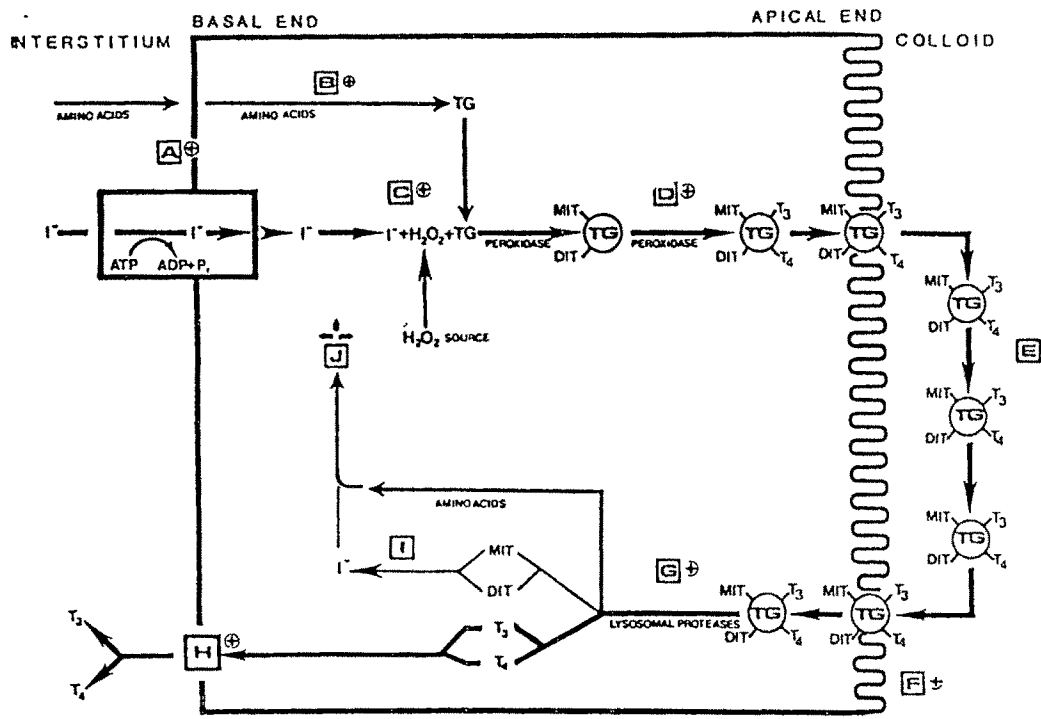 BASAL END
APICAL END
INTERSTITIUM
COLLOID
B ⊕
AMINO ACIDS
AMINO ACIDS
TG
A ⊕
C ⊕
D ⊕
I⁻
I⁻
I⁻
I⁻+H₂O₂+TG
PEROXIDASE
MIT
TG
DIT
PEROXIDASE
MIT T₃
TG
DIT T₄
MIT T₃
TG
DIT T₄
ATP ADP+Pᵢ
MIT T₃
TG
DIT T₄
H₂O₂ SOURCE
J
E
MIT T₃
TG
DIT T₄
AMINO ACIDS
MIT T₃
TG
DIT T₄
I
I⁻
MIT
DIT
G ±
LYSOSOMAL PROTEASES
MIT T₃
TG
DIT T₄
MIT T₃
TG
DIT T₄
T₃
T₄
H ⊕
T₃
T₄
F ±